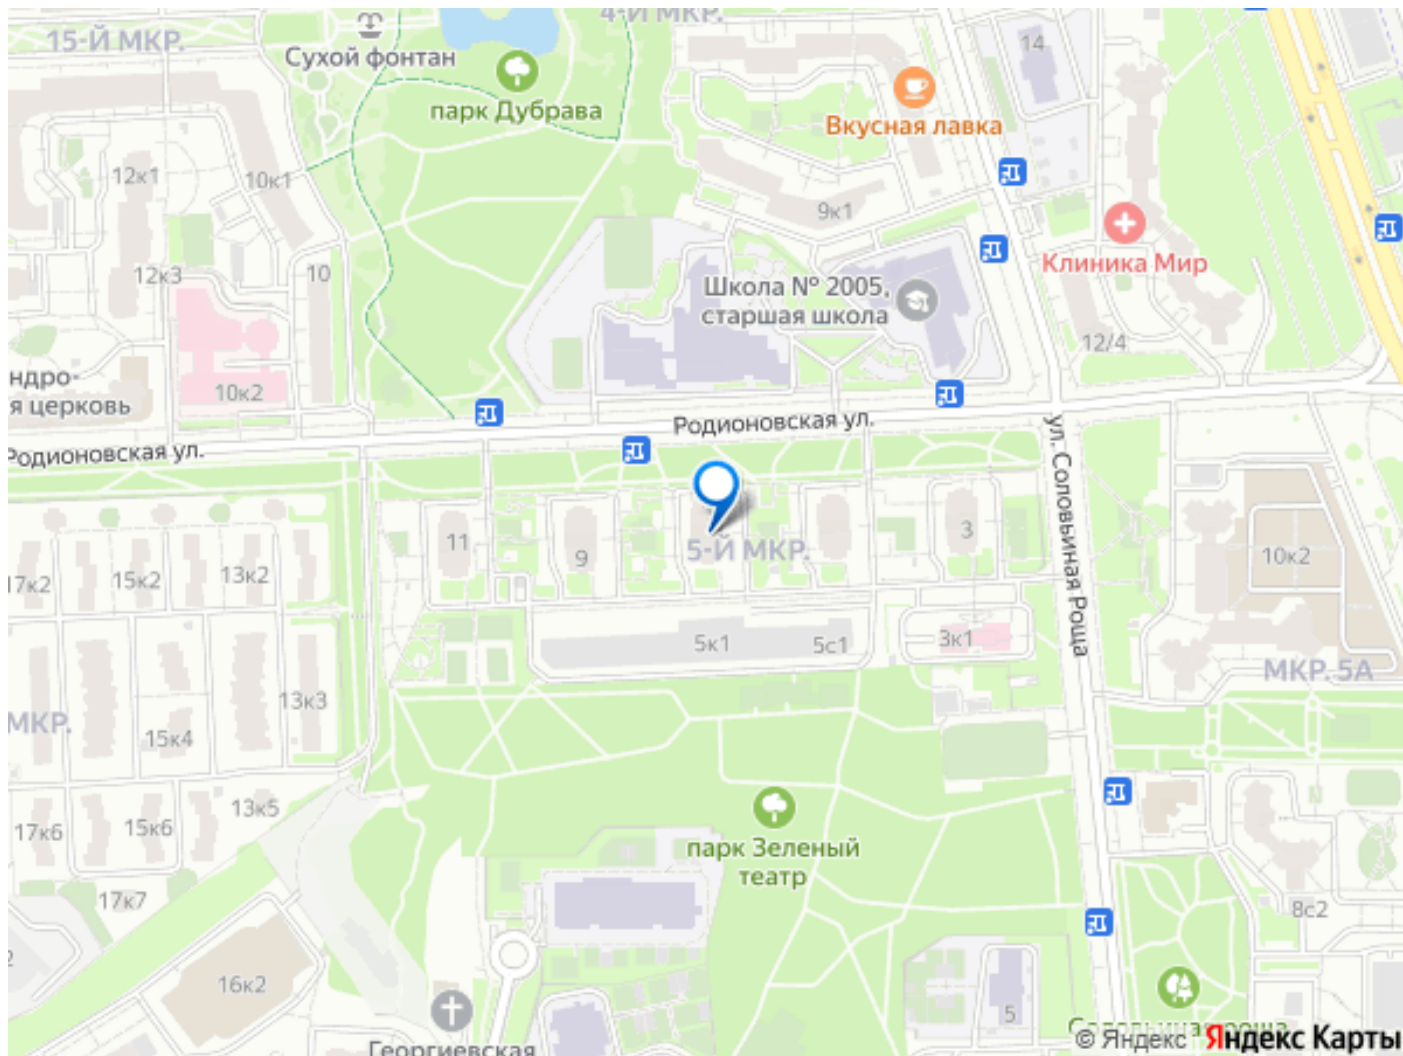 4-Й МКР.
15-Й МКР.
14
Сухой фонтан
парк Дубрава
Вкусная лавка
12к1
10к1
9к1
12к3
10
Клиника Мир
Школа № 2005,
старшая школа
12/4
ндро-
я церковь
10к2
Родионовская ул.
Родионовская ул.
ул. Соловьиная Роща
11
9
3
5-Й МКР.
10к2
17к2
15к2
13к2
5к1
5с1
3к1
МКР. 5А
13к3
МКР.
15к4
13к5
17к6
15к6
парк Зеленый
театр
17к7
8с2
16к2
5
Георгиевская
© Яндекс Яндекс Карты